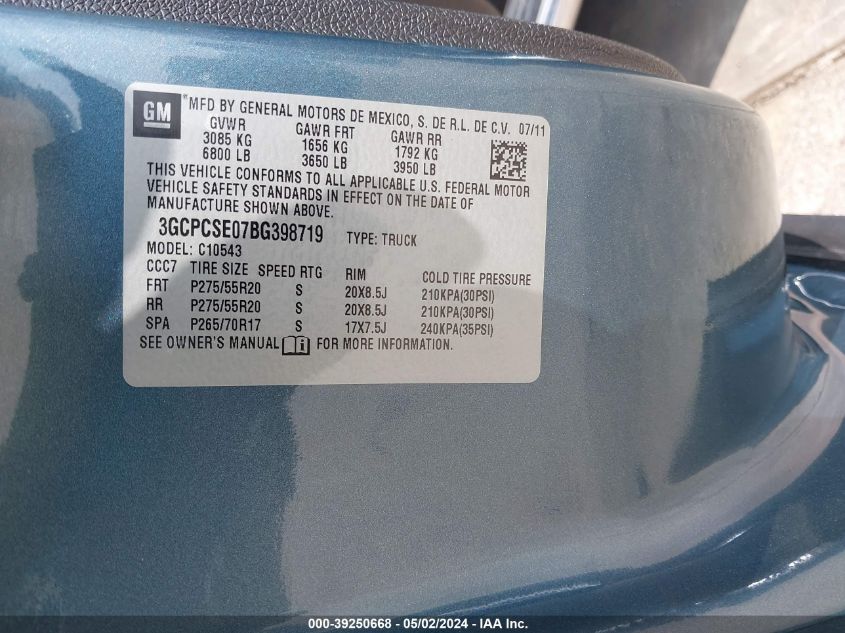 GM
*MFD BY GENERAL MOTORS DE MEXICO, S. DE R.L. DE C.V. 07/11
GVWR GAWR FRT GAWR RR
3085 KG 1656 KG 1792 KG
6800 LB 3650 LB 3950 LB
THIS VEHICLE CONFORMS TO ALL APPLICABLE U.S. FEDERAL MOTOR
VEHICLE SAFETY STANDARDS IN EFFECT ON THE DATE OF
MANUFACTURE SHOWN ABOVE.
3GCPCSE07BG398719 TYPE: TRUCK
MODEL: C10543
CCC7 TIRE SIZE SPEED RTG RIM COLD TIRE PRESSURE
FRT P275/55R20 S 20X8.5J 210KPA(30PSI)
RR P275/55R20 S 20X8.5J 210KPA(30PSI)
SPA P265/70R17 S 17X7.5J 240KPA(35PSI)
SEE OWNER'S MANUAL FOR MORE INFORMATION.
000-39250668 - 05/02/2024 - IEAA Inc.